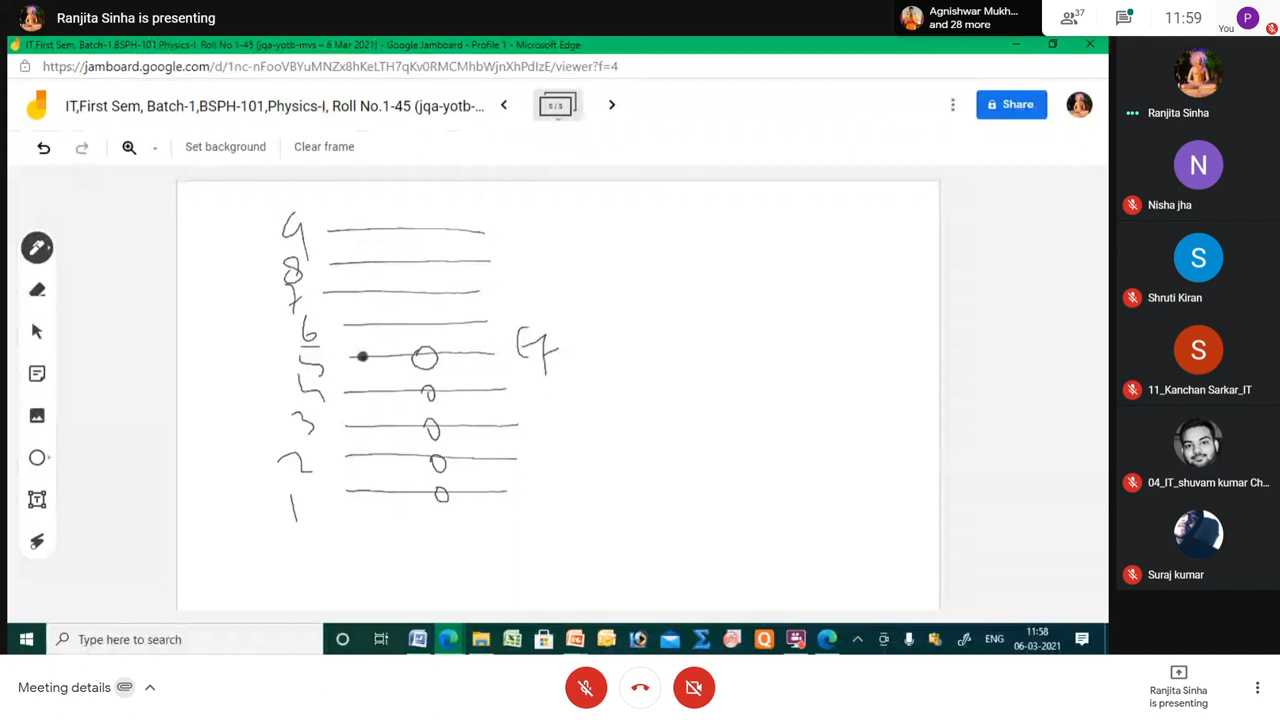 Ranjita Sinha is presenting
Agnishwar Mukh...
and 28 more
37
11:59
You
P
IT,First Sem, Batch-1,BSPH-101,Physics-I, Roll No.1-45 (jqa-yotb-mvs – 6 Mar 2021) - Google Jamboard - Profile 1 - Microsoft Edge
https://jamboard.google.com/d/1nc-nFooVBYuMNZx8hKeLTH7qKv0RMCMhbWjnXhPdIzE/viewer?f=4
IT,First Sem, Batch-1,BSPH-101,Physics-I, Roll No.1-45 (jqa-yotb-...
5 / 5
Share
Set background
Clear frame
9
8
7
6
5
4
3
2
1
Ef
Ranjita Sinha
N
Nisha jha
S
Shruti Kiran
S
11_Kanchan Sarkar_IT
04_IT_shuvam kumar Ch...
Suraj kumar
Type here to search
ENG
11:58
06-03-2021
Meeting details
Ranjita Sinha
is presenting